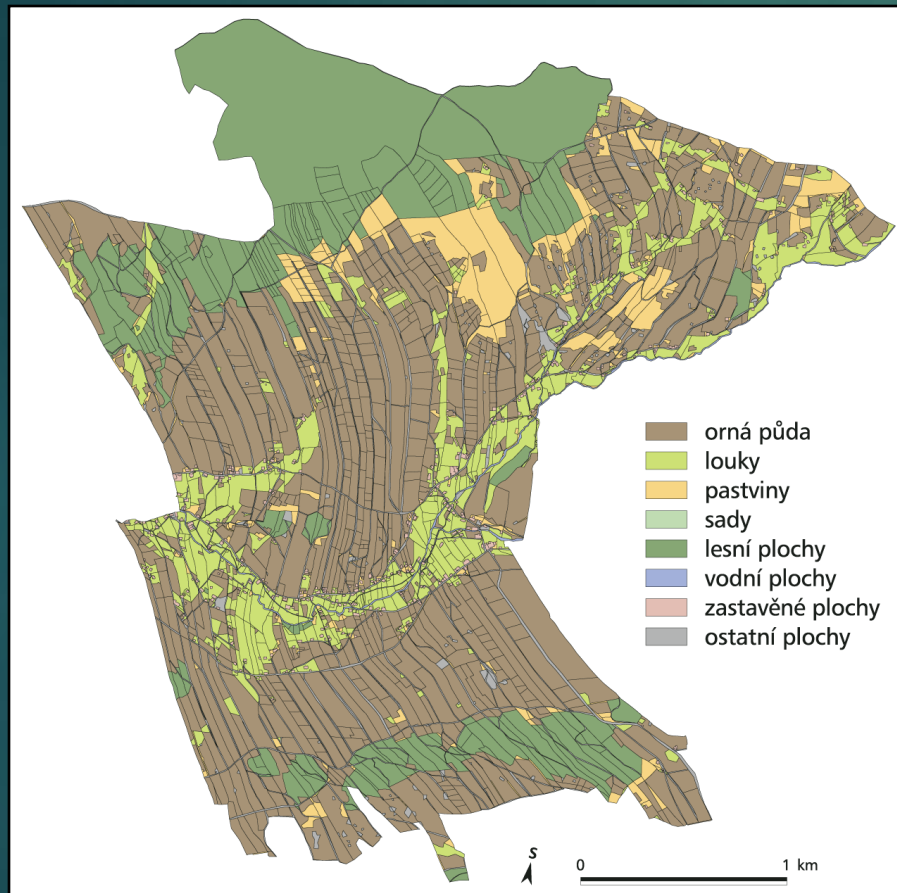 orná půda
louky
pastviny
sady
lesní plochy
vodní plochy
zastavěné plochy
ostatní plochy
S
0 1 km